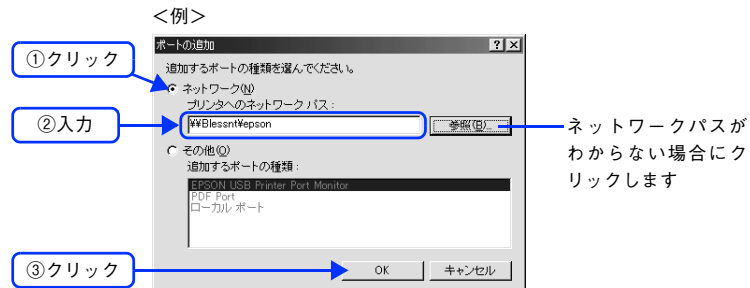 <例>
ポートの追加
①クリック
追加するポートの種類を選んでください。
ネットワーク(N)
プリンタへのネットワーク パス:
②入力
¥¥Blessnt¥epson
参照(B)...
ネットワークパスが
わからない場合にク
リックします
その他(O)
追加するポートの種類:
EPSON USB Printer Port Monitor
PDF Port
ローカル ポート
③クリック
OK
キャンセル